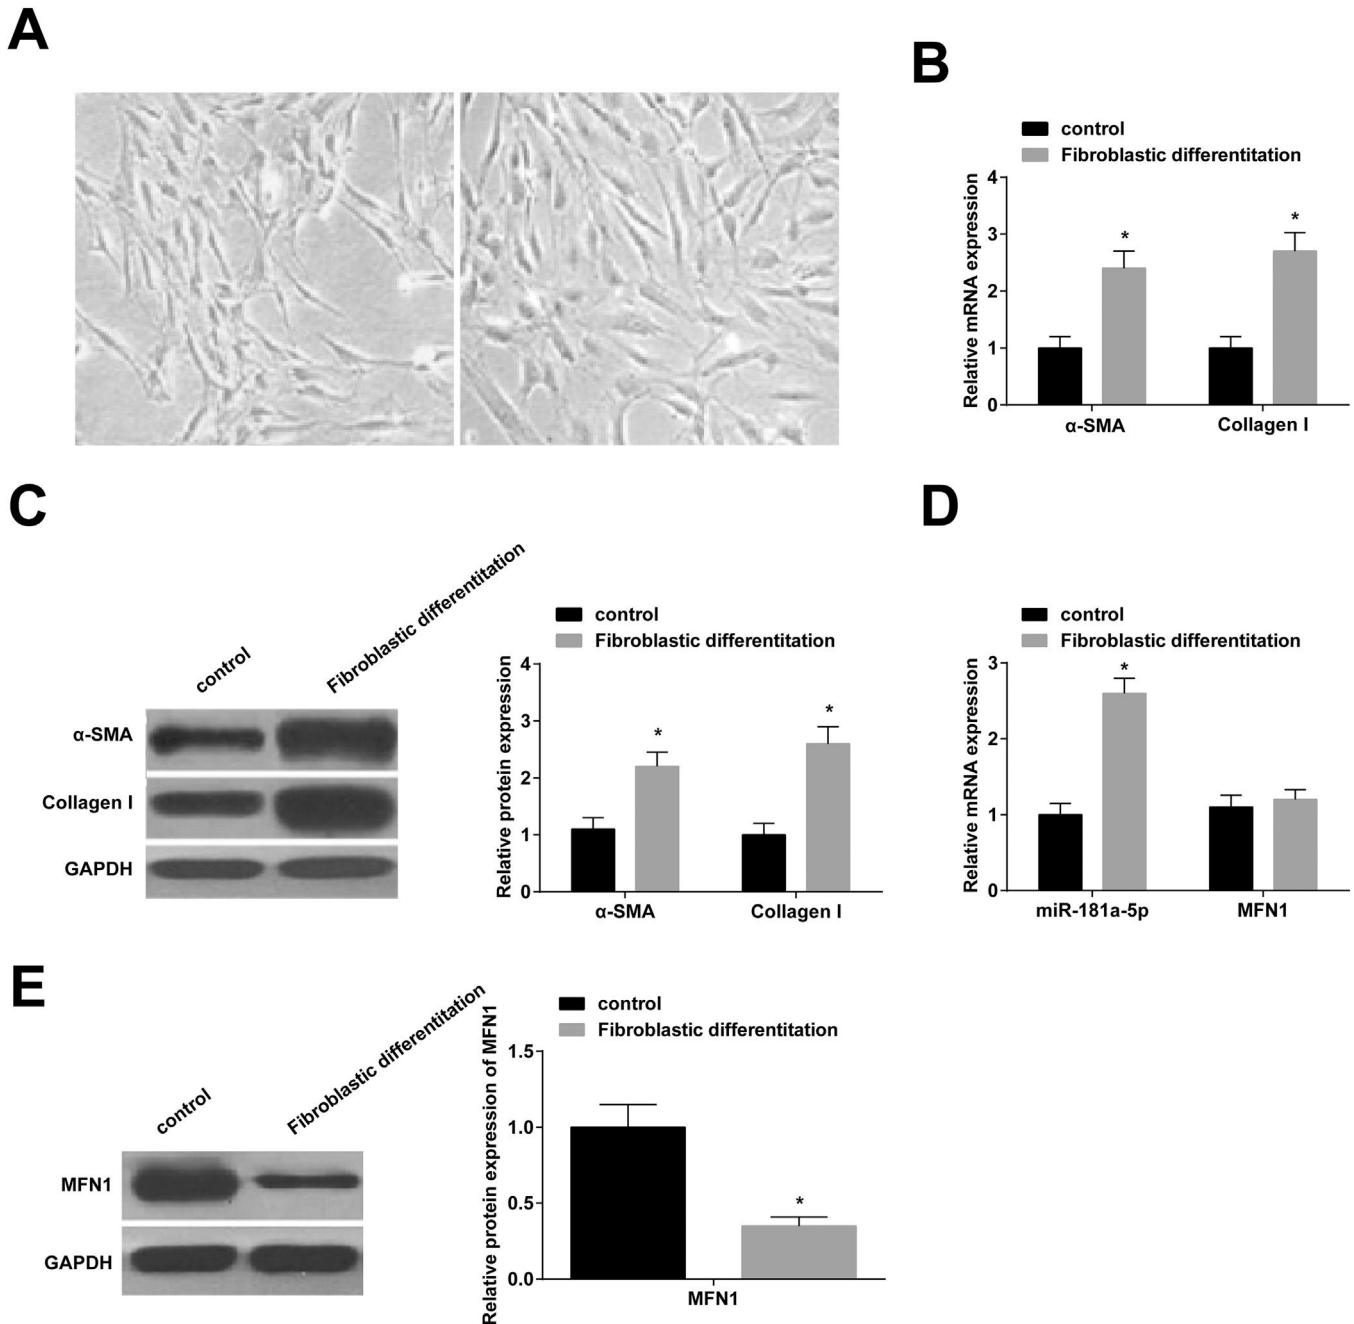 A
B
control
Fibroblastic differentitation
Relative mRNA expression
4
3
2
1
0
*
*
α-SMA
Collagen I
C
control
Fibroblastic differentitation
α-SMA
Collagen I
GAPDH
control
Fibroblastic differentitation
Relative protein expression
4
3
2
1
0
*
*
α-SMA
Collagen I
D
control
Fibroblastic differentitation
Relative mRNA expression
3
2
1
0
*
miR-181a-5p
MFN1
E
control
Fibroblastic differentitation
MFN1
GAPDH
control
Fibroblastic differentitation
Relative protein expression of MFN1
1.5
1.0
0.5
0.0
*
MFN1